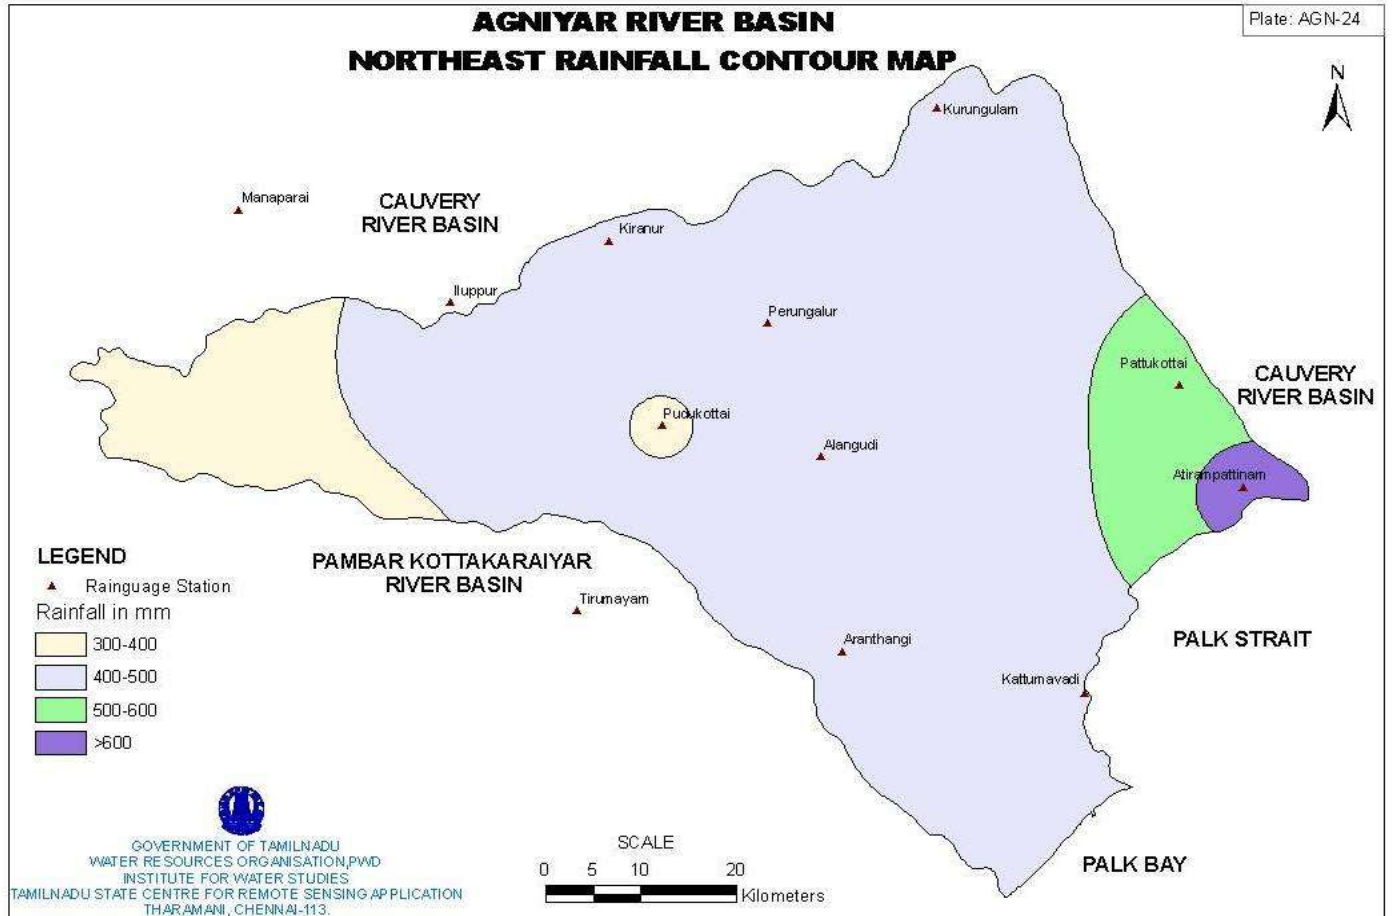 AGNIYAR RIVER BASIN
NORTHEAST RAINFALL CONTOUR MAP
Plate: AGN-24
N
Kurungulam
Manaparai
CAUVERY
RIVER BASIN
Kiranur
Iluppur
Perungalur
Pattukottai
CAUVERY
RIVER BASIN
Pudukottai
Alangudi
Atirampattinam
LEGEND
Rainguage Station
Rainfall in mm
300-400
400-500
500-600
>600
PAMBAR KOTTAKARAIYAR
RIVER BASIN
Tirumayam
Aranthangi
PALK STRAIT
Kattumavadi
GOVERNMENT OF TAMILNADU
WATER RESOURCES ORGANISATION,PWD
INSTITUTE FOR WATER STUDIES
TAMILNADU STATE CENTRE FOR REMOTE SENSING APPLICATION
THARAMANI, CHENNAI-113.
SCALE
0 5 10 20
Kilometers
PALK BAY